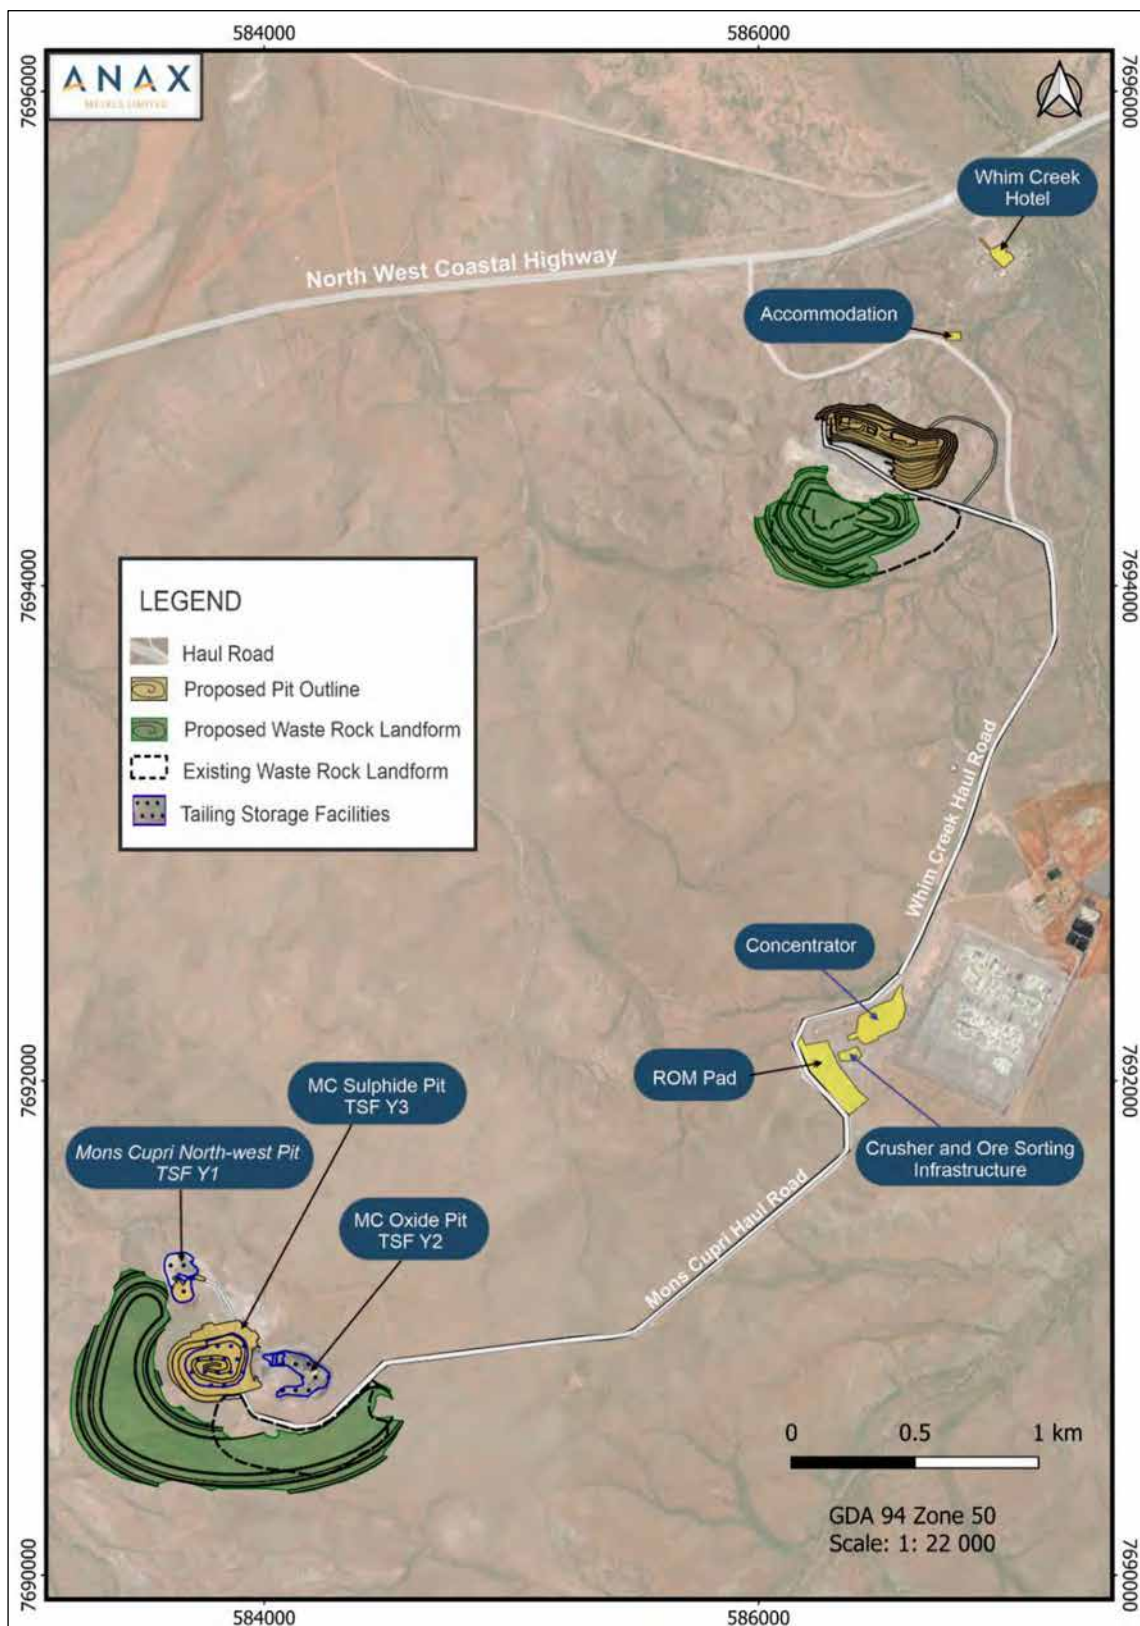 584000
586000
ANAX
METALS LIMITED
7696000
7696000
Whim Creek
Hotel
North West Coastal Highway
Accommodation
7694000
7694000
LEGEND
Haul Road
Proposed Pit Outline
Proposed Waste Rock Landform
Existing Waste Rock Landform
Tailing Storage Facilities
Whim Creek Haul Road
Concentrator
ROM Pad
Crusher and Ore Sorting
Infrastructure
7692000
7692000
MC Sulphide Pit
TSF Y3
Mons Cupri North-west Pit
TSF Y1
MC Oxide Pit
TSF Y2
Mons Cupri Haul Road
0 0.5 1 km
GDA 94 Zone 50
Scale: 1: 22 000
7690000
7690000
584000
586000